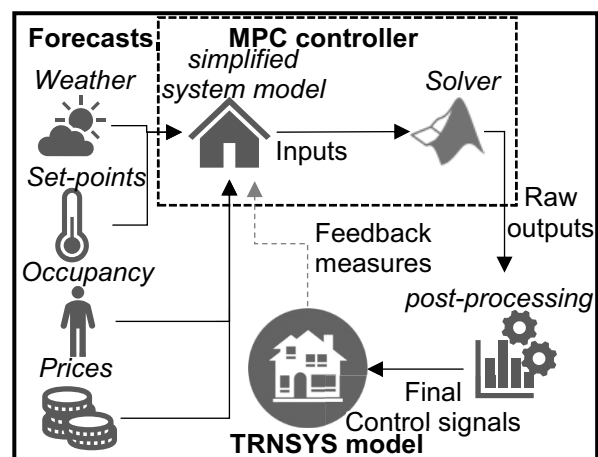 Forecasts
MPC controller
Weather
simplified
system model
Solver
Inputs
Set-points
Raw
outputs
Feedback
measures
Occupancy
post-processing
Prices
Final
Control signals
TRNSYS model